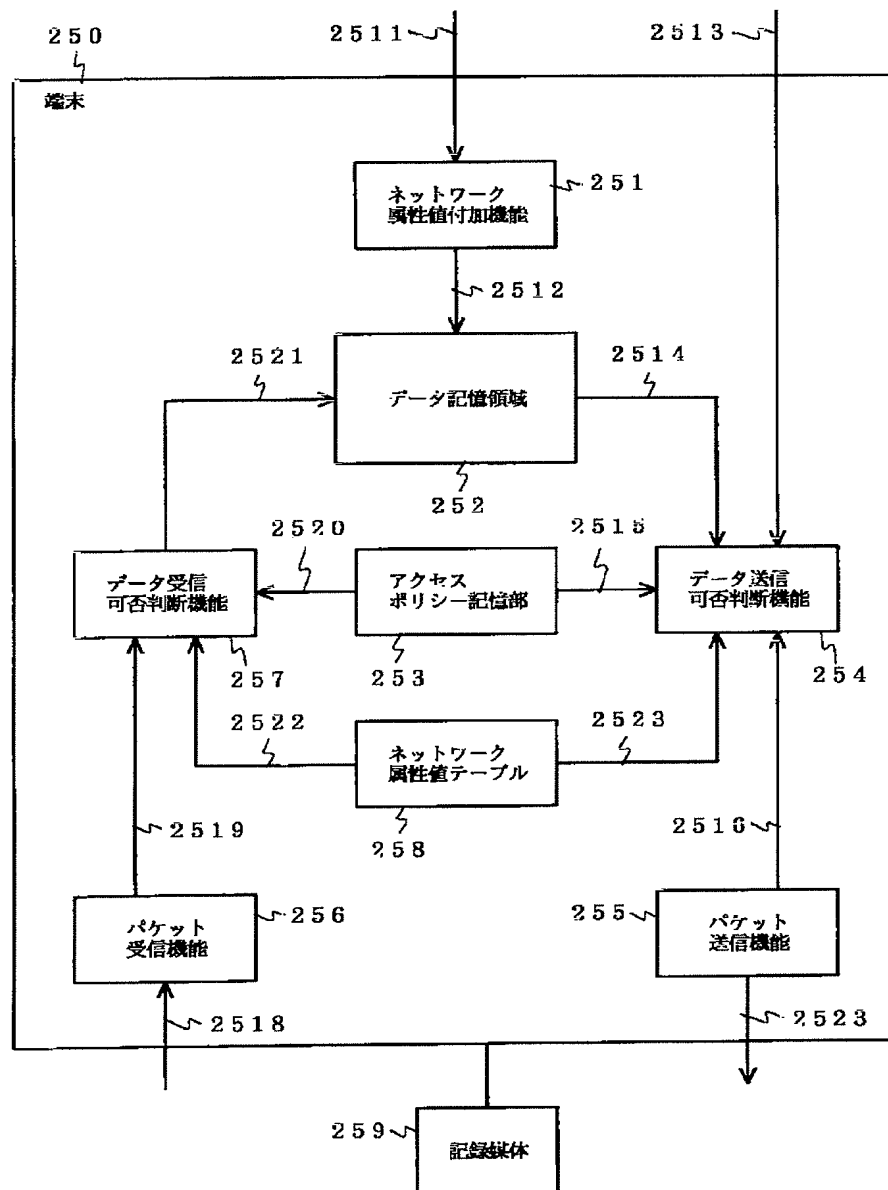 250
2511
2513
端末
ネットワーク
属性値付加機能
251
2512
2521
2514
データ記憶領域
252
2520
2515
データ受信
可否判断機能
アクセス
ポリシー記憶部
データ送信
可否判断機能
257
253
254
2522
2523
ネットワーク
属性値テーブル
258
2519
2516
パケット
受信機能
256
255
パケット
送信機能
2518
2523
259
記録媒体